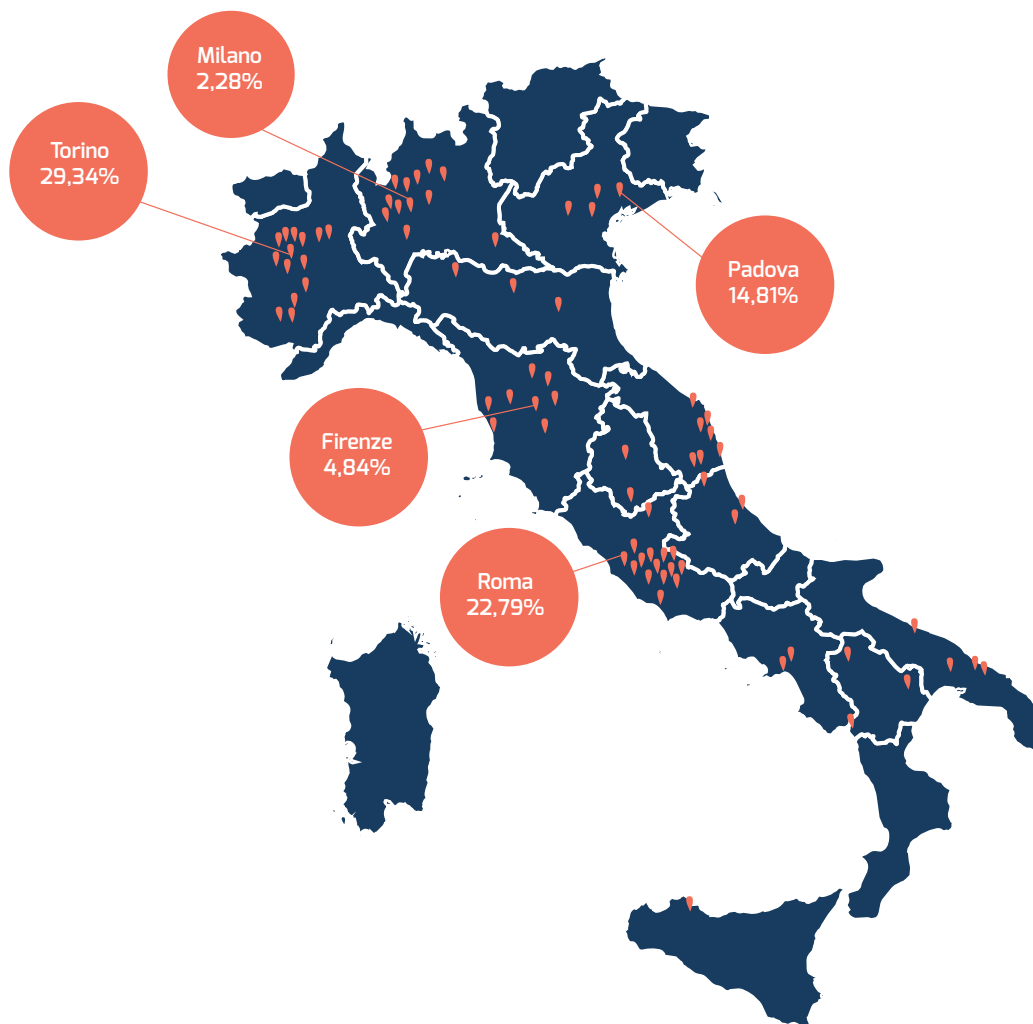 Milano
2,28%
Torino
29,34%
Padova
14,81%
Firenze
4,84%
Roma
22,79%